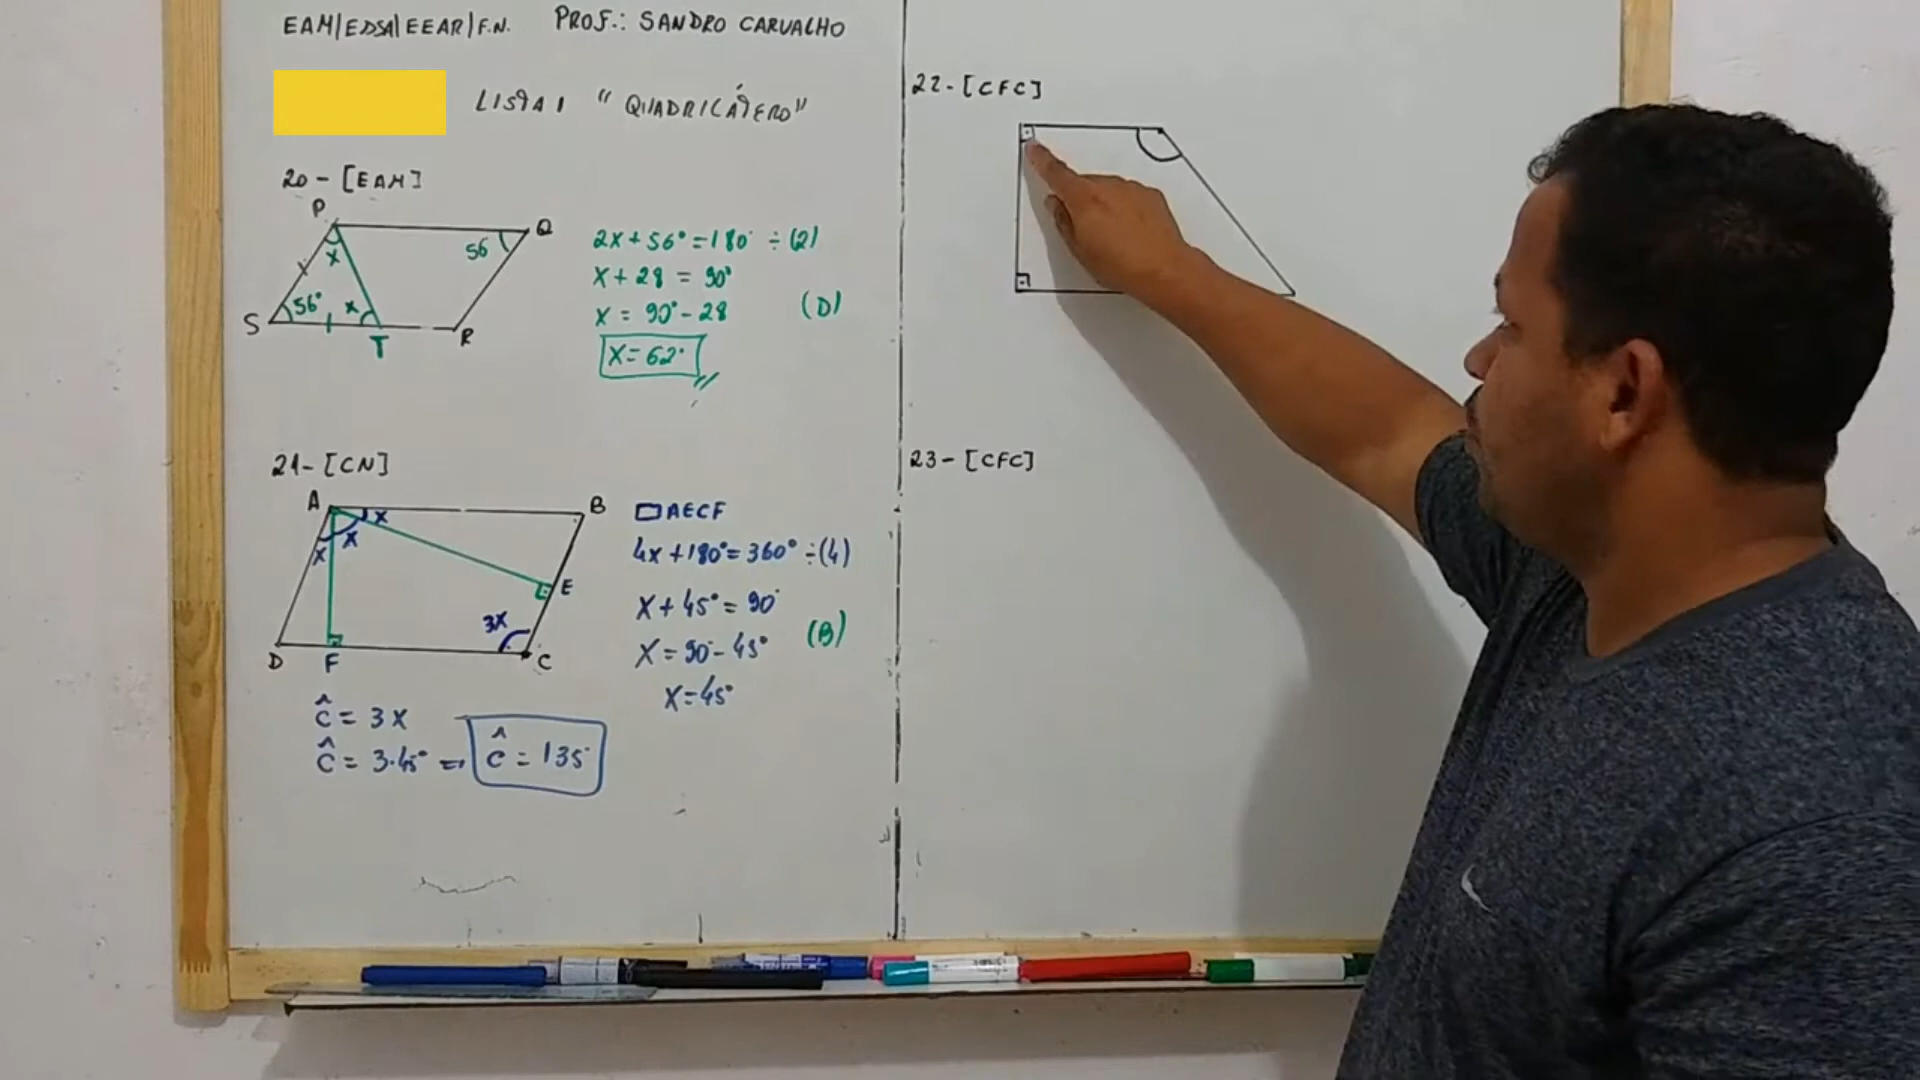 EAM/EDSA/EEAR/F.N. PROF.: SANDRO CARVALHO
LISTA 1 "QUADRILÁTERO"
20- [EAM]
P
Q
56
x
x
56°
S
T
R
2x+56°=180° ÷(2)
x+28 = 90°
x = 90°-28
(D)
x=62°
21- [CN]
A
B
x
x
x
E
3x
D
F
C
▭AECF
4x+180°=360° ÷(4)
x+45°=90°
x=90°-45°
(B)
x=45°
ĉ = 3x
ĉ = 3.45° ⇒ ĉ = 135°
22-[CFC]
23-[CFC]